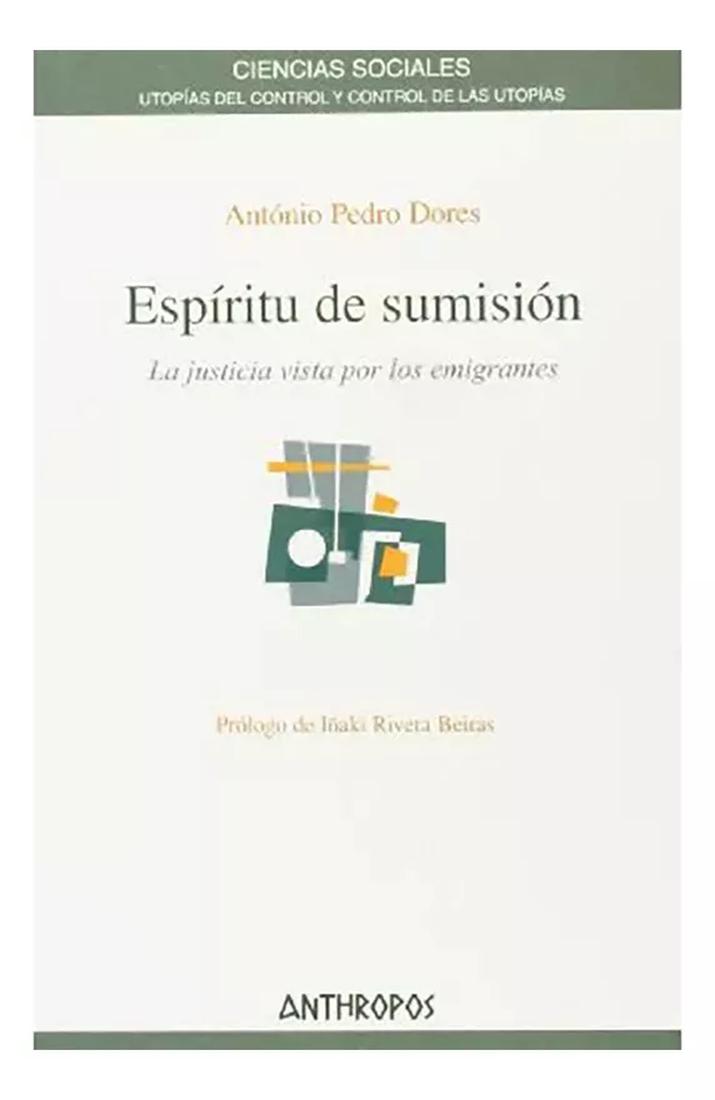 CIENCIAS SOCIALES
UTOPÍAS DEL CONTROL Y CONTROL DE LAS UTOPÍAS
António Pedro Dores
Espíritu de sumisión
La justicia vista por los emigrantes
Prólogo de Iñaki Rivera Beiras
ANTHROPOS